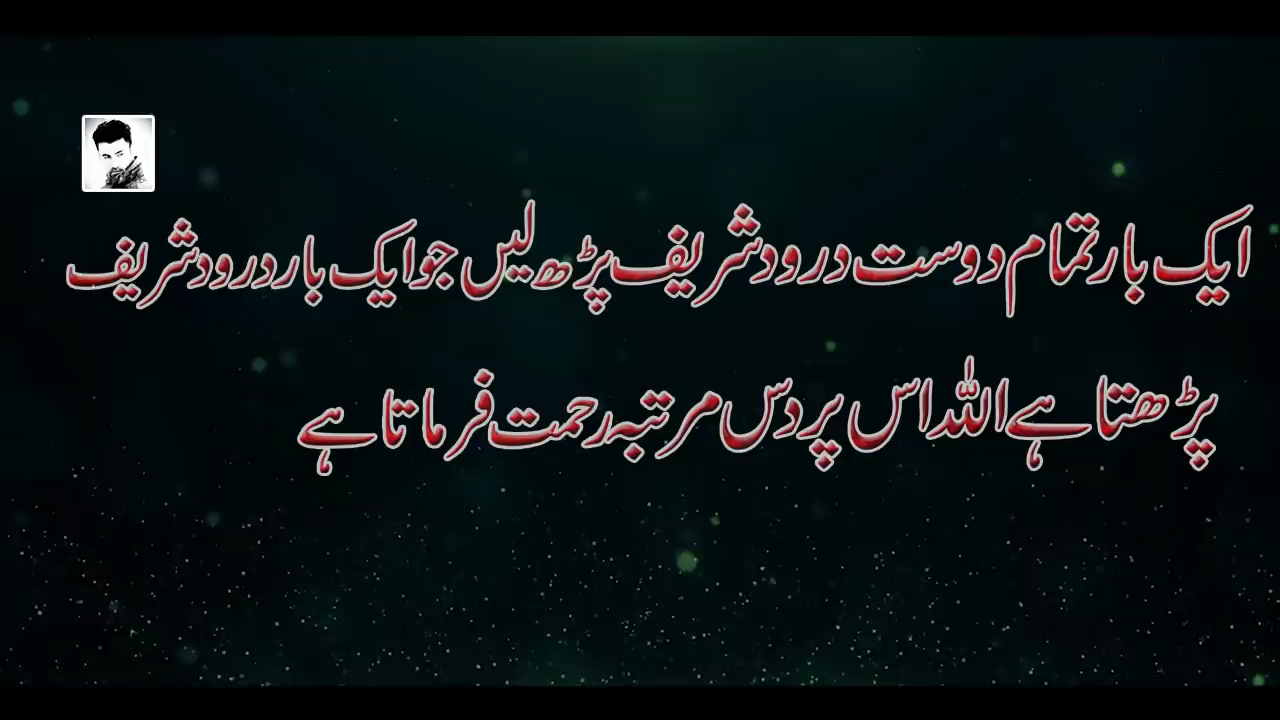 ایک بار تمام دوست درود شریف پڑھ لیں جو ایک بار درود شریف
پڑھتا ہے اللہ اس پر دس مرتبہ رحمت فرماتا ہے